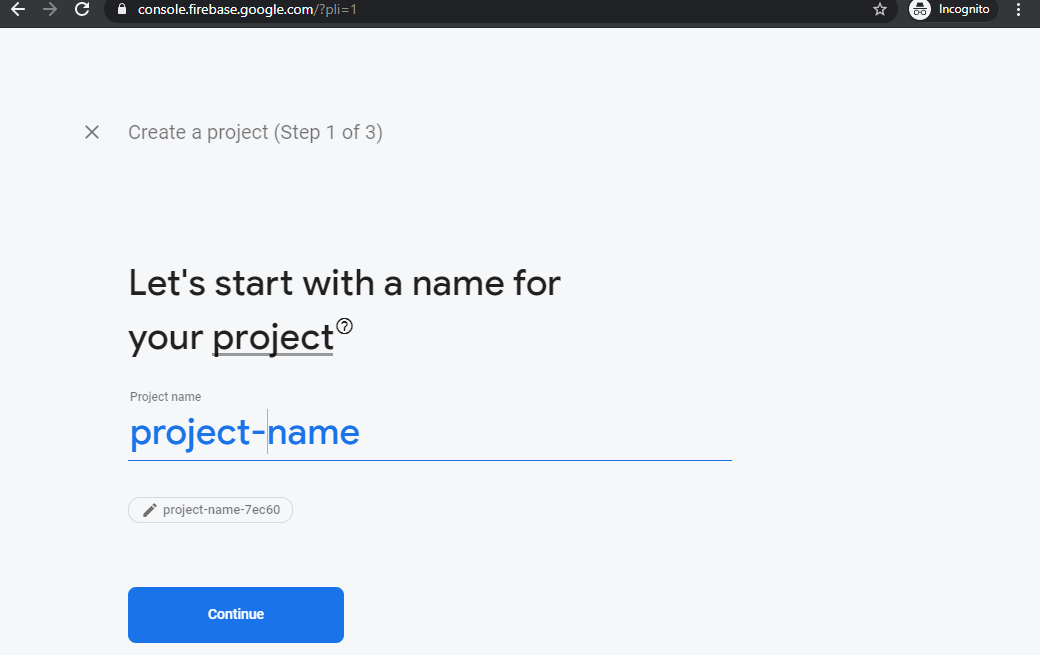 console.firebase.google.com/?pli=1
Incognito
Create a project (Step 1 of 3)
Let's start with a name for
your project
Project name
project-name
project-name-7ec60
Continue